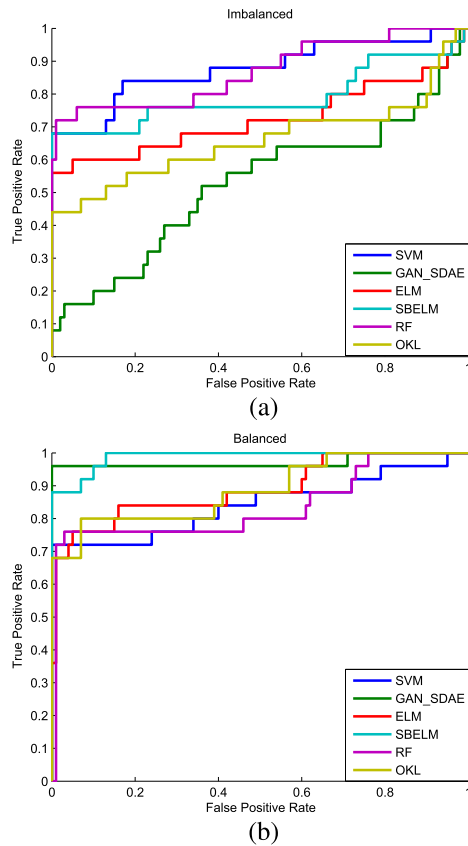 Imbalanced
1
0.9
0.8
0.7
0.6
0.5
0.4
0.3
0.2
0.1
0
True Positive Rate
0.2
0.4
0.6
0.8
1
False Positive Rate
SVM
GAN_SDAE
ELM
SBELM
RF
OKL
(a)
Balanced
1
0.9
0.8
0.7
0.6
0.5
0.4
0.3
0.2
0.1
0
True Positive Rate
0
0.2
0.4
0.6
0.8
1
False Positive Rate
SVM
GAN_SDAE
ELM
SBELM
RF
OKL
(b)